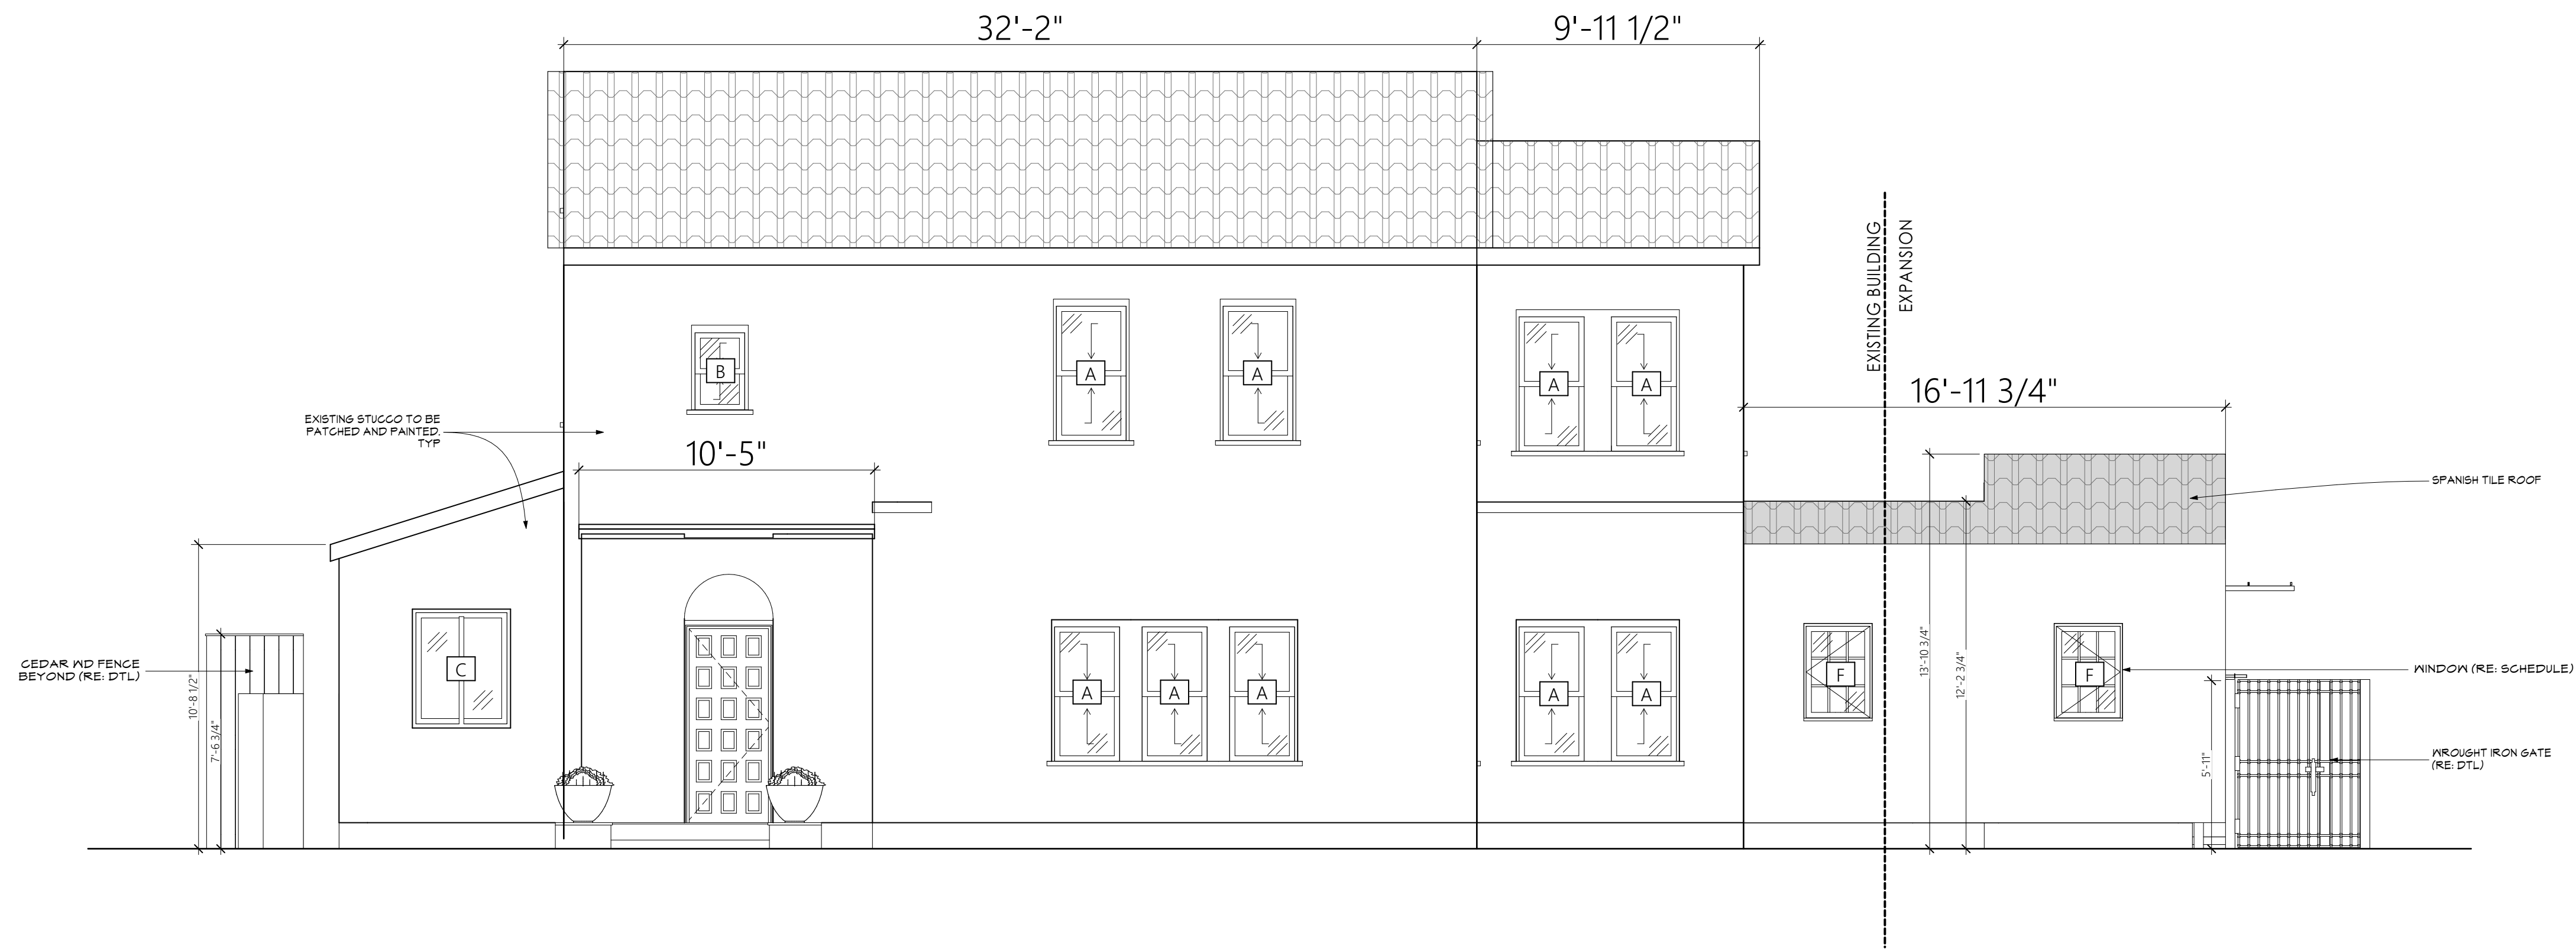 32'-2"
9'-11 1/2"
EXISTING BUILDING
EXPANSION
B
A
A
A
A
16'-11 3/4"
EXISTING STUCCO TO BE
PATCHED AND PAINTED,
TYP
10'-5"
SPANISH TILE ROOF
CEDAR WD FENCE
BEYOND (RE: DTL)
10'-8 1/2"
7'-6 3/4"
C
A
A
A
A
A
F
13'-10 3/4"
12'-2 3/4"
F
WINDOW (RE: SCHEDULE)
5'-11"
WROUGHT IRON GATE
(RE: DTL)